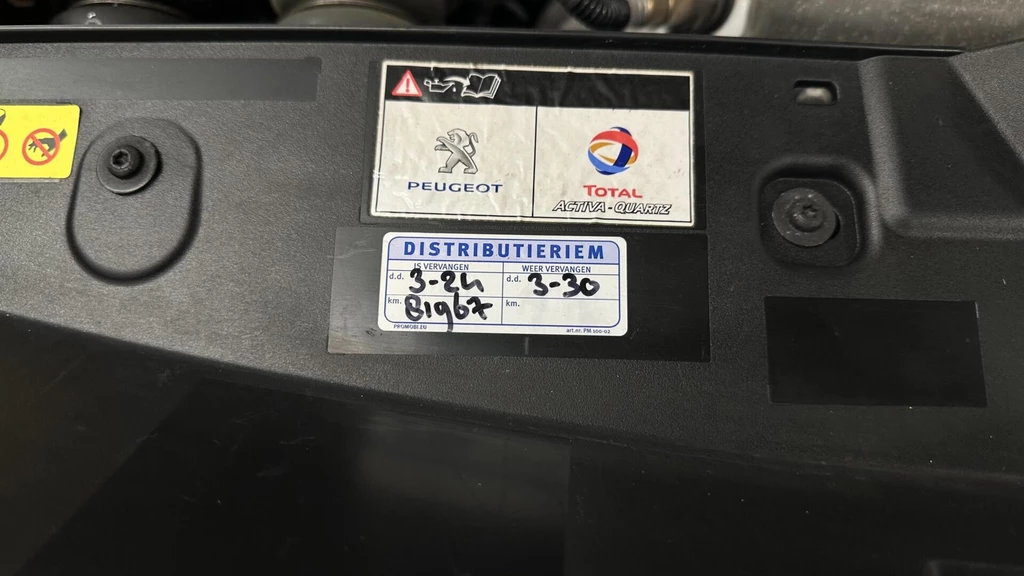 PEUGEOT
TOTAL
ACTIVA-QUARTZ
DISTRIBUTIERIEM
IS VERVANGEN
WEER VERVANGEN
d.d. 3-24
d.d. 3-30
km. 81967
km.
PROMOBI.EU
art.nr. PM 100-02